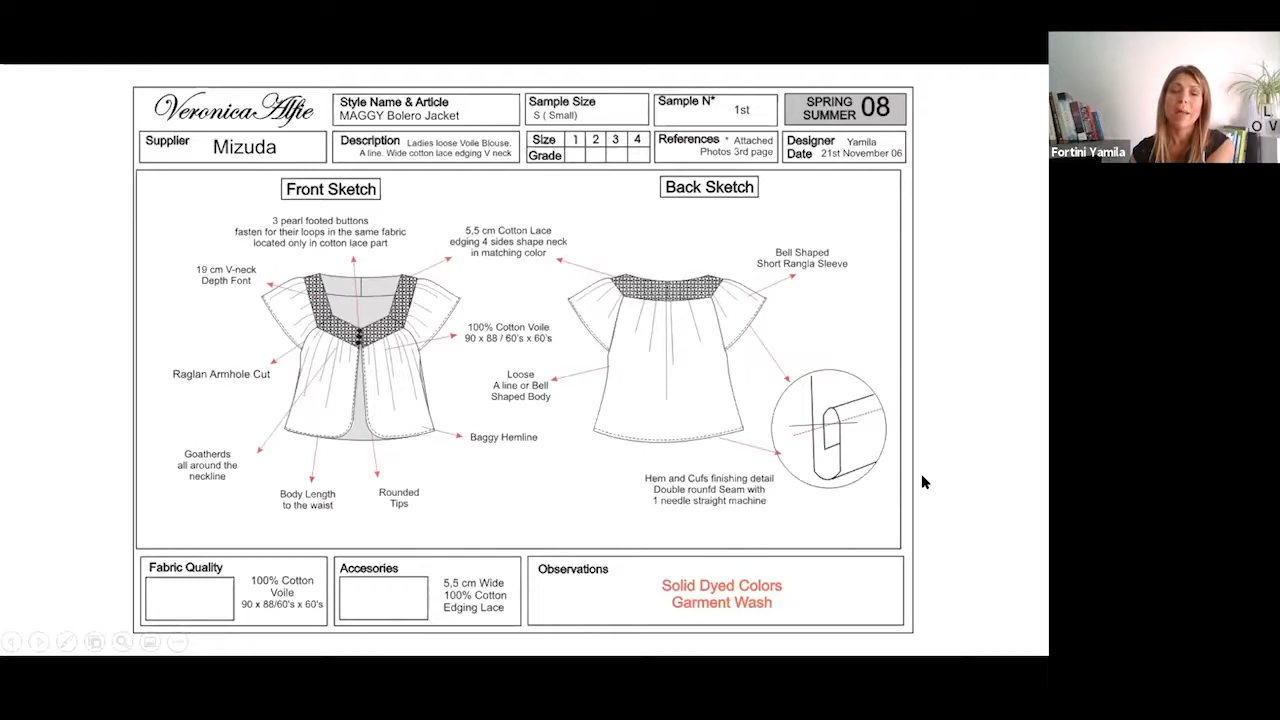 Veronica Alfie
Style Name & Article
MAGGY Bolero Jacket
Sample Size
S ( Small)
Sample N*
1st
SPRING
SUMMER 08
Supplier
Mizuda
Description Ladies loose Voile Blouse.
A line. Wide cotton lace edging V neck
Size 1 2 3 4
Grade
References * Attached
Photos 3rd page
Designer Yamila
Date 21st November 06
Front Sketch
Back Sketch
3 pearl footed buttons
fasten for their loops in the same fabric
located only in cotton lace part
5,5 cm Cotton Lace
edging 4 sides shape neck
in matching color
Bell Shaped
Short Rangla Sleeve
19 cm V-neck
Depth Font
100% Cotton Voile
90 x 88 / 60's x 60's
Raglan Armhole Cut
Loose
A line or Bell
Shaped Body
Baggy Hemline
Goatherds
all around the
neckline
Body Length
to the waist
Rounded
Tips
Hem and Cufs finishing detail
Double rounfd Seam with
1 needle straight machine
Fabric Quality
100% Cotton
Voile
90 x 88/60's x 60's
Accesories
5,5 cm Wide
100% Cotton
Edging Lace
Observations
Solid Dyed Colors
Garment Wash
Fortini Yamila
L
O V